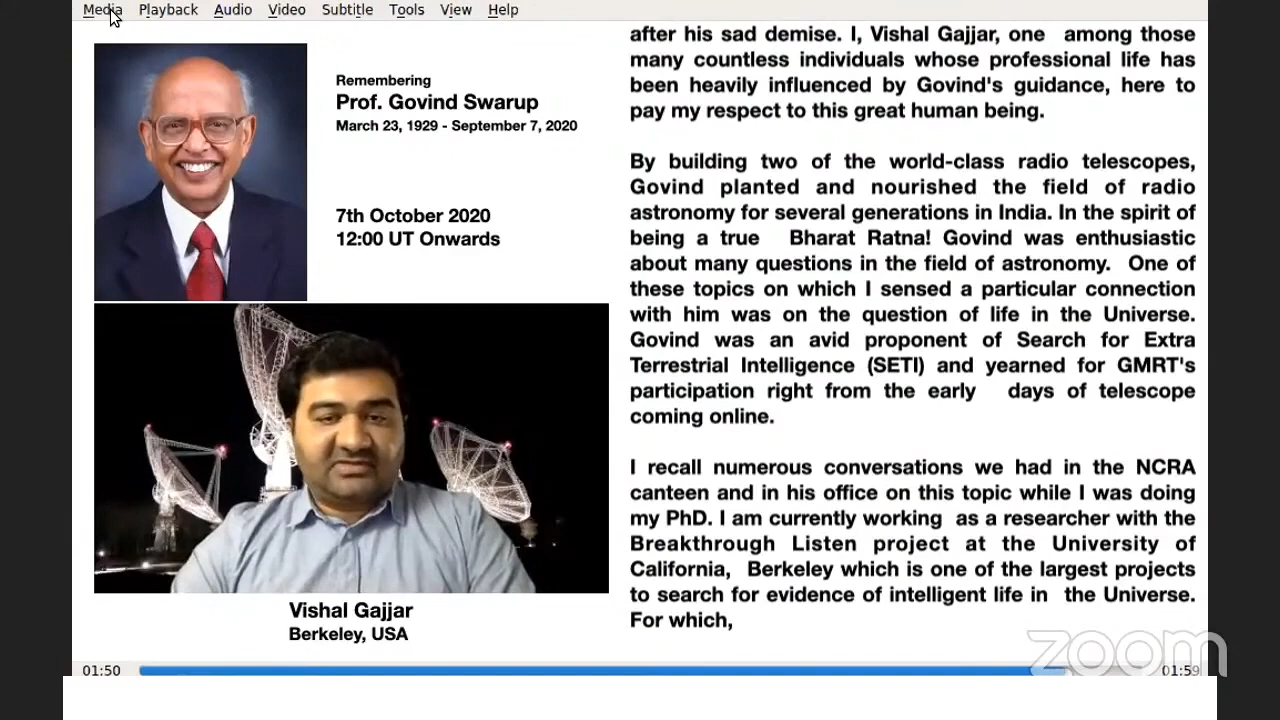 Media Playback Audio Video Subtitle Tools View Help
Remembering
Prof. Govind Swarup
March 23, 1929 - September 7, 2020
7th October 2020
12:00 UT Onwards
Vishal Gajjar
Berkeley, USA
after his sad demise. I, Vishal Gajjar, one among those
many countless individuals whose professional life has
been heavily influenced by Govind's guidance, here to
pay my respect to this great human being.
By building two of the world-class radio telescopes,
Govind planted and nourished the field of radio
astronomy for several generations in India. In the spirit of
being a true Bharat Ratna! Govind was enthusiastic
about many questions in the field of astronomy. One of
these topics on which I sensed a particular connection
with him was on the question of life in the Universe.
Govind was an avid proponent of Search for Extra
Terrestrial Intelligence (SETI) and yearned for GMRT's
participation right from the early days of telescope
coming online.
I recall numerous conversations we had in the NCRA
canteen and in his office on this topic while I was doing
my PhD. I am currently working as a researcher with the
Breakthrough Listen project at the University of
California, Berkeley which is one of the largest projects
to search for evidence of intelligent life in the Universe.
For which,
zoom
01:50 01:59